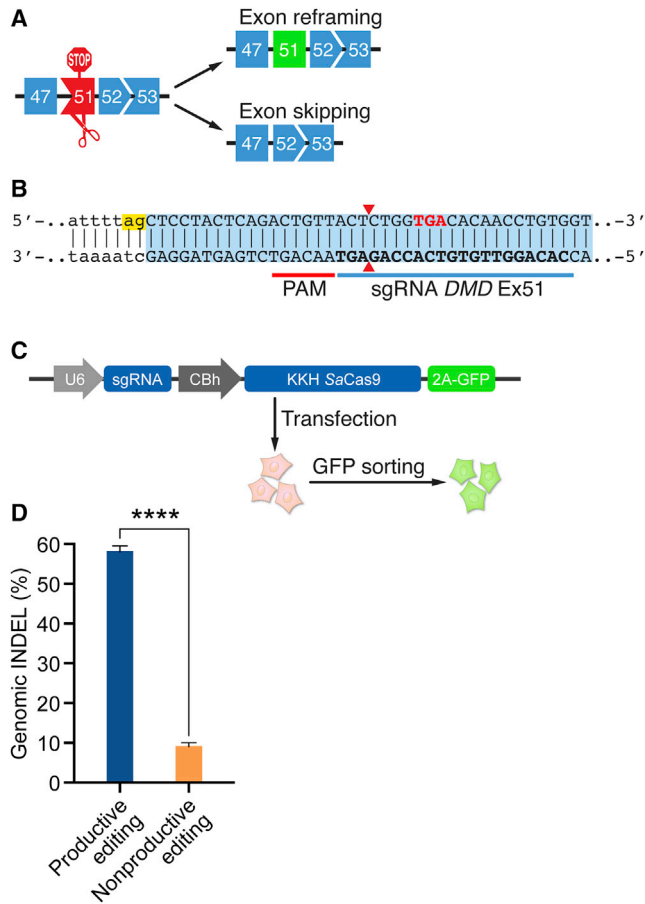 A
Exon reframing
47 51 52 53
STOP
47 51 52 53
Exon skipping
47 52 53
B
5′-..attttagCTCCTACTCAGACTGTTACTCTGGTGACACAACCTGTGGT..-3′
3′-..taaaatcGAGGATGAGTCTGACAATGAGACCACTGTGTTGGACACCA..-5′
PAM sgRNA DMD Ex51
C
U6 sgRNA CBh KKH SaCas9 2A-GFP
Transfection
GFP sorting
D
****
Genomic INDEL (%)
60
50
40
30
20
10
0
Productive
editing
Nonproductive
editing